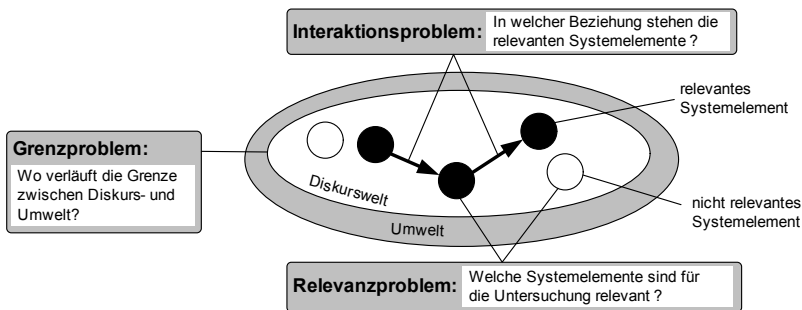 Interaktionsproblem:
In welcher Beziehung stehen die
relevanten Systemelemente ?
relevantes
Systemelement
Grenzproblem:
Wo verläuft die Grenze
zwischen Diskurs- und
Umwelt?
Diskurswelt
Umwelt
nicht relevantes
Systemelement
Relevanzproblem:
Welche Systemelemente sind für
die Untersuchung relevant ?